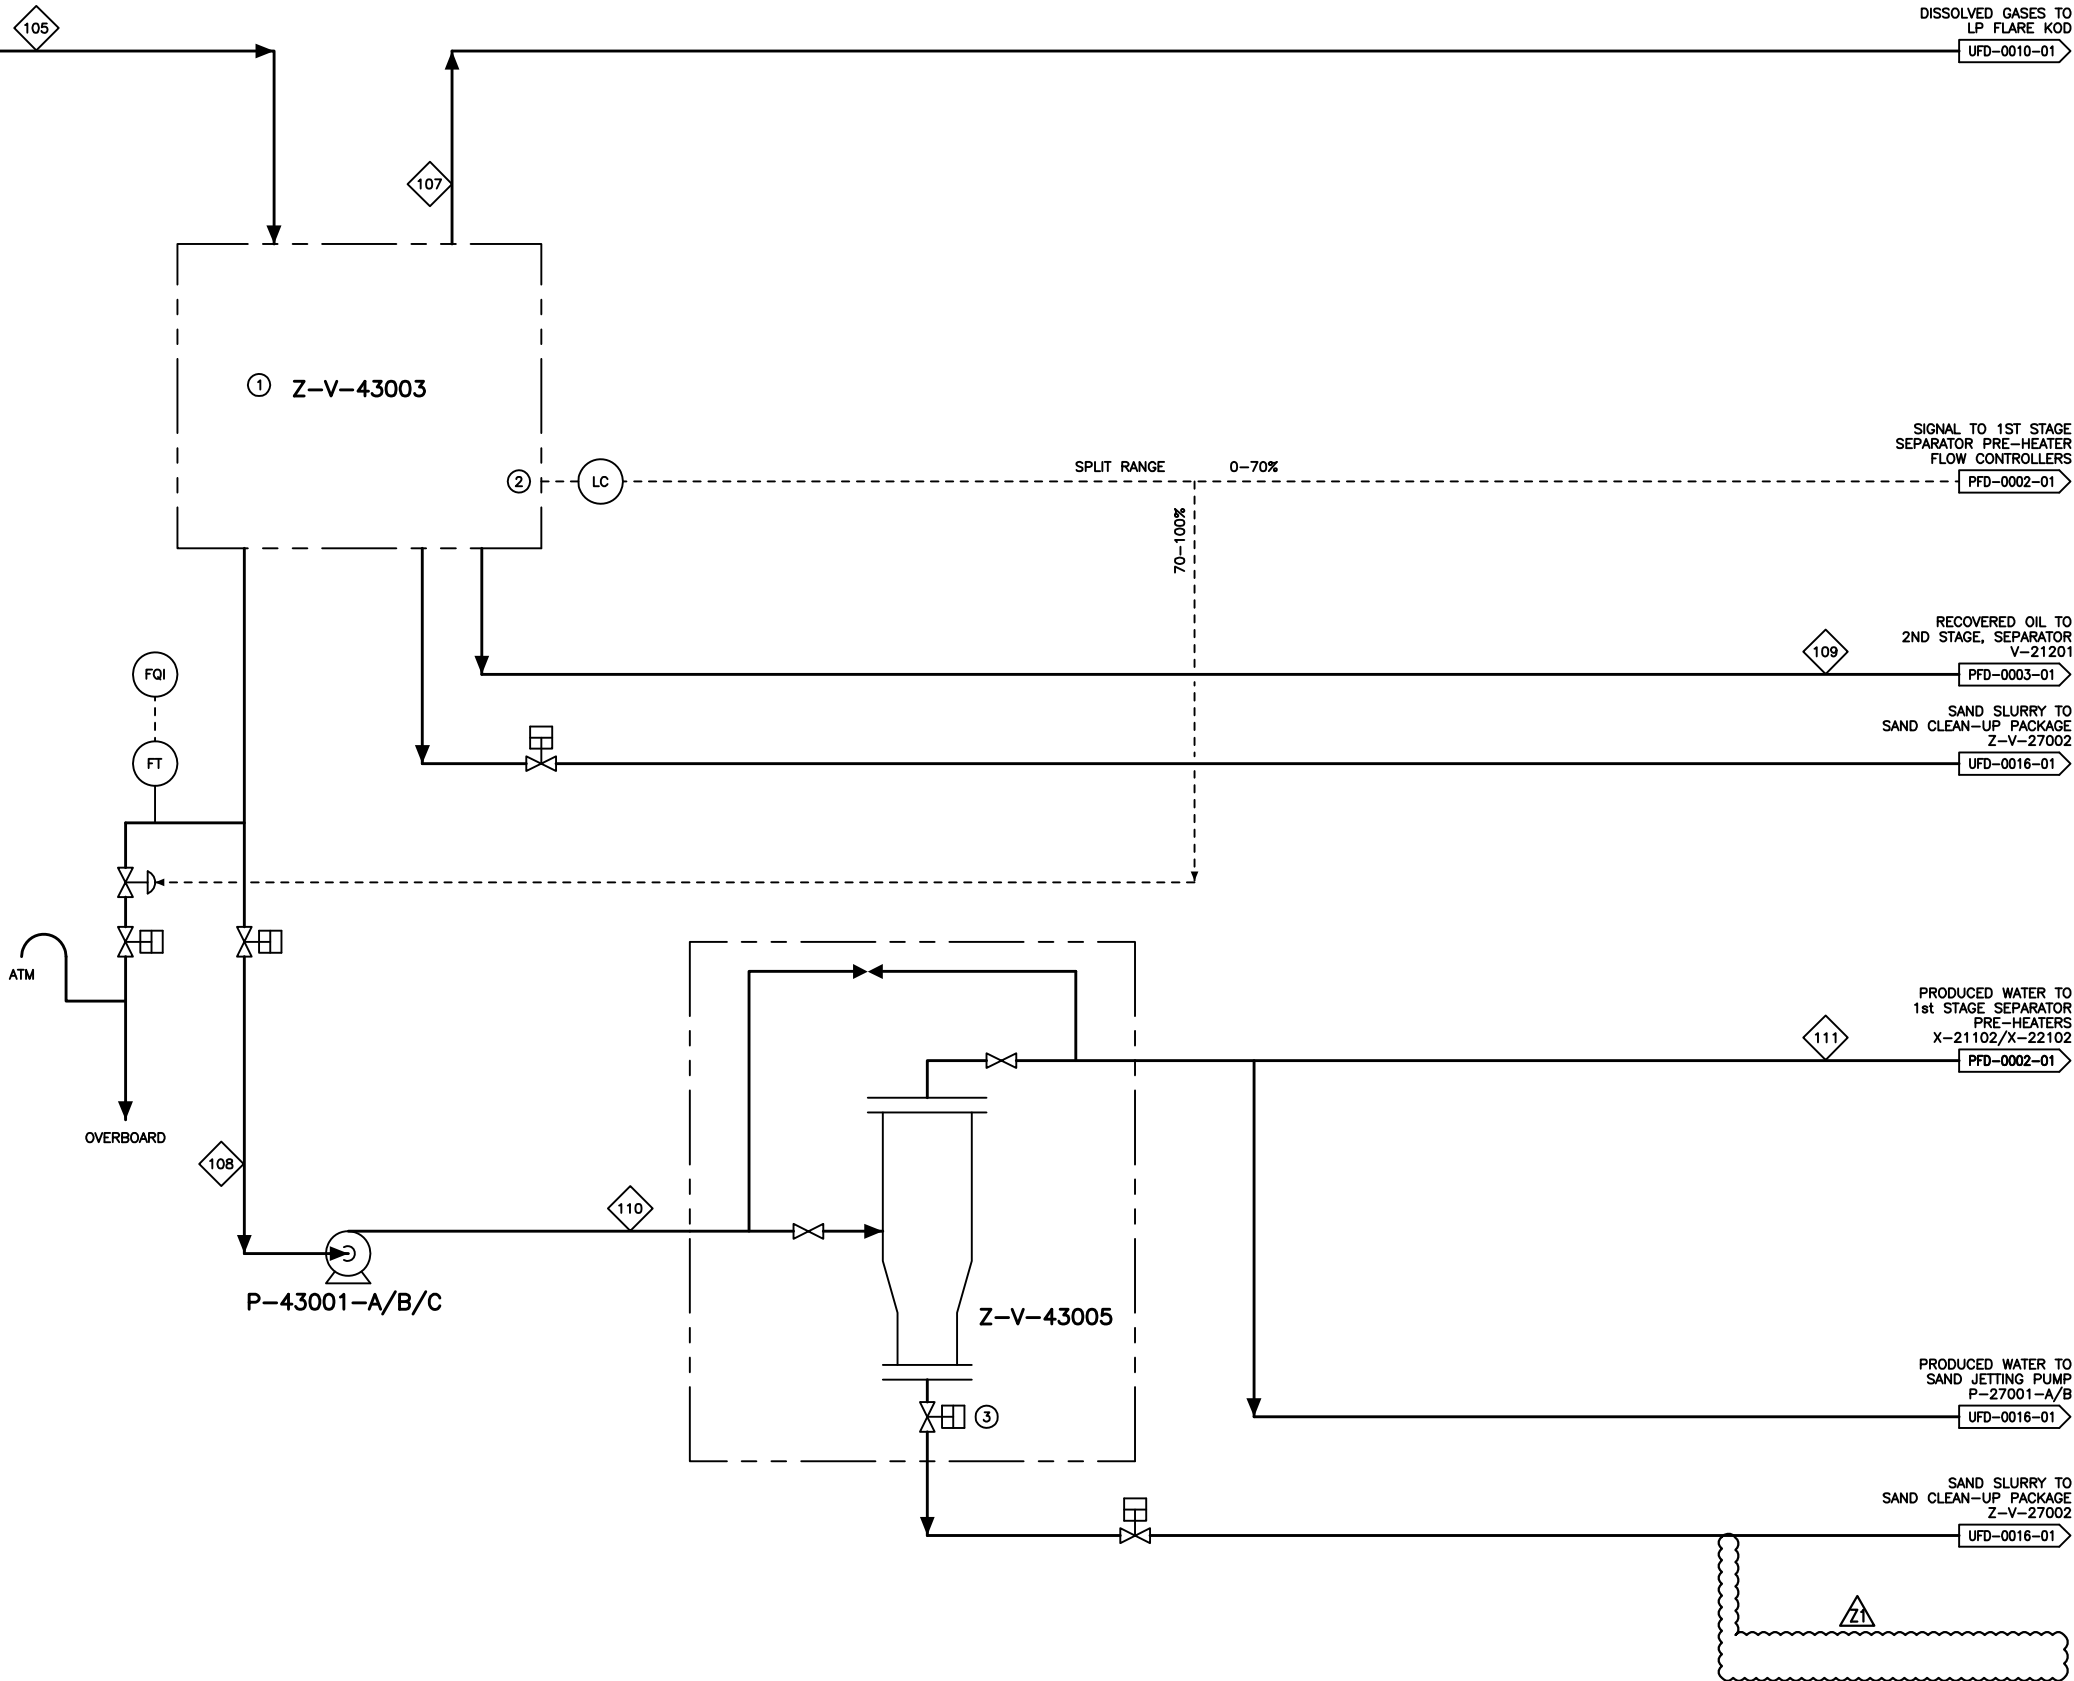 105
DISSOLVED GASES TO
LP FLARE KOD
UFD-0010-01
107
1 Z-V-43003
SIGNAL TO 1ST STAGE
SEPARATOR PRE-HEATER
FLOW CONTROLLERS
PFD-0002-01
2
LC
SPLIT RANGE
0-70%
70-100%
RECOVERED OIL TO
2ND STAGE, SEPARATOR
V-21201
PFD-0003-01
109
FQI
SAND SLURRY TO
SAND CLEAN-UP PACKAGE
Z-V-27002
UFD-0016-01
FT
ATM
OVERBOARD
PRODUCED WATER TO
1st STAGE SEPARATOR
PRE-HEATERS
X-21102/X-22102
PFD-0002-01
111
108
110
P-43001-A/B/C
Z-V-43005
3
PRODUCED WATER TO
SAND JETTING PUMP
P-27001-A/B
UFD-0016-01
SAND SLURRY TO
SAND CLEAN-UP PACKAGE
Z-V-27002
UFD-0016-01
Z1